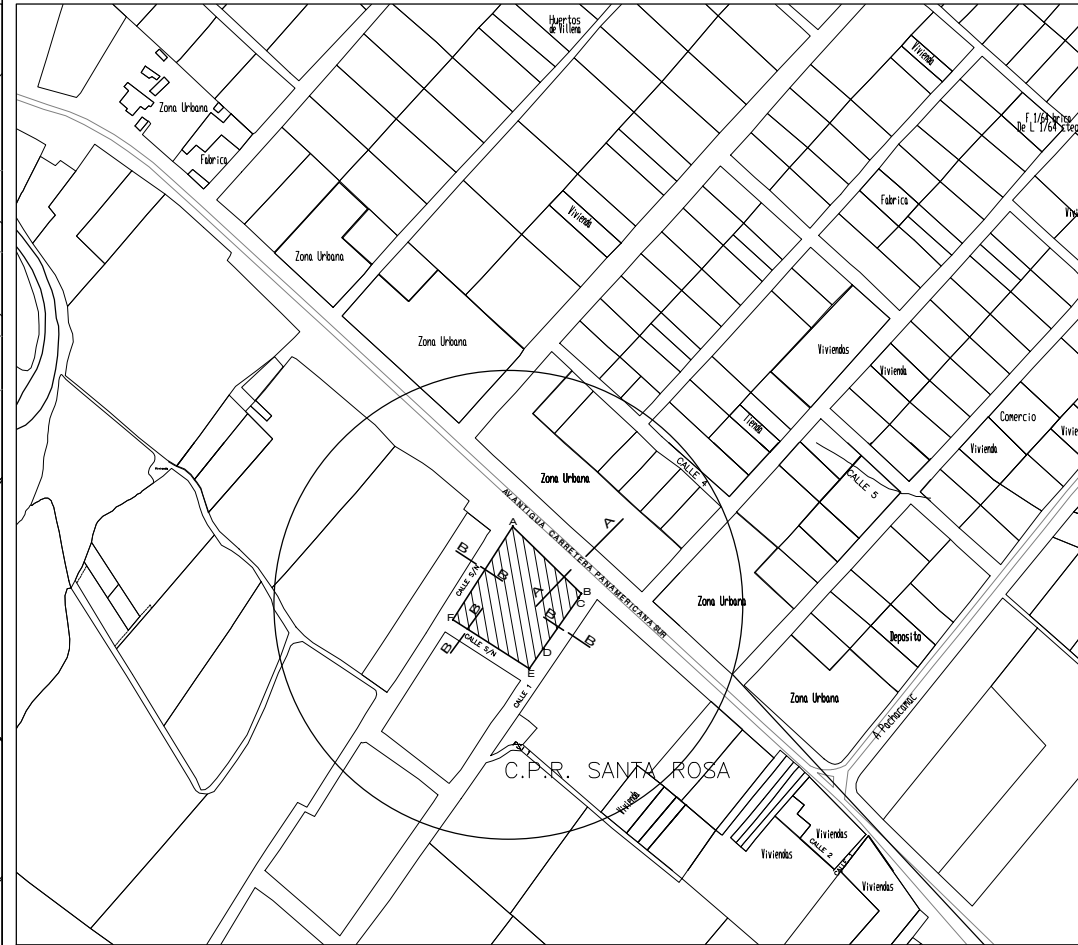 Huertos
de Villena
Vivienda
Zona Urbana
Fabrica
Fabrica
Vivienda
Zona Urbana
Zona Urbana
Viviendas
Vivienda
Comercio
Tienda
Vivienda
CALLE 4
CALLE 5
Zona Urbana
AV. ANTIGUA CARRETERA PANAMERICANA SUR
A
A
A
B
B
B
C
B
B
B
B
D
E
F
CALLE S/N
CALLE S/N
CALLE 1
Zona Urbana
Deposito
Zona Urbana
A Pachacamac
C.P.R. SANTA ROSA
Vivienda
Viviendas
CALLE 2
Viviendas
Viviendas